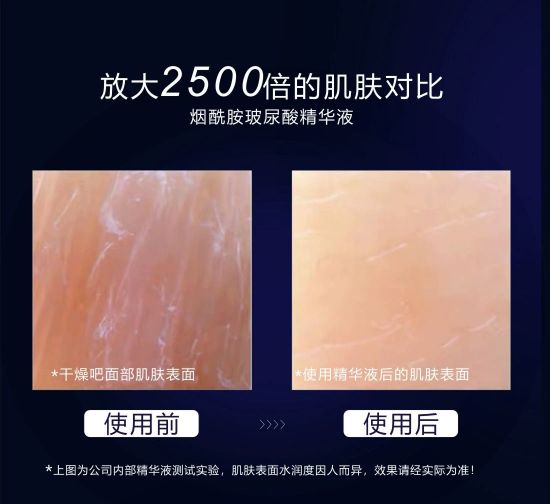 放大2500倍的肌肤对比
烟酰胺玻尿酸精华液
*干燥吧面部肌肤表面
*使用精华液后的肌肤表面
使用前
>>>>
使用后
*上图为公司内部精华液测试实验，肌肤表面水润度因人而异，效果请经实际为准！